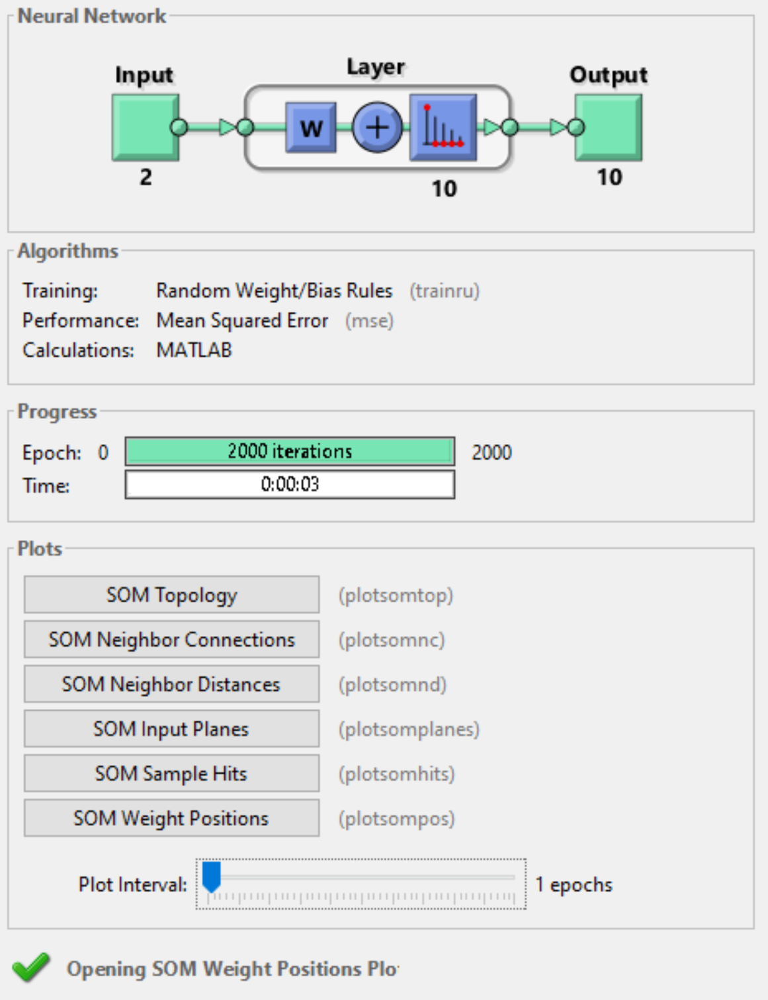 Neural Network
Input Layer Output
W +
2 10 10
Algorithms
Training: Random Weight/Bias Rules (trainru)
Performance: Mean Squared Error (mse)
Calculations: MATLAB
Progress
Epoch: 0 2000 iterations 2000
Time: 0:00:03
Plots
SOM Topology (plotsomtop)
SOM Neighbor Connections (plotsomnc)
SOM Neighbor Distances (plotsomnd)
SOM Input Planes (plotsomplanes)
SOM Sample Hits (plotsomhits)
SOM Weight Positions (plotsompos)
Plot Interval: 1 epochs
Opening SOM Weight Positions Plo